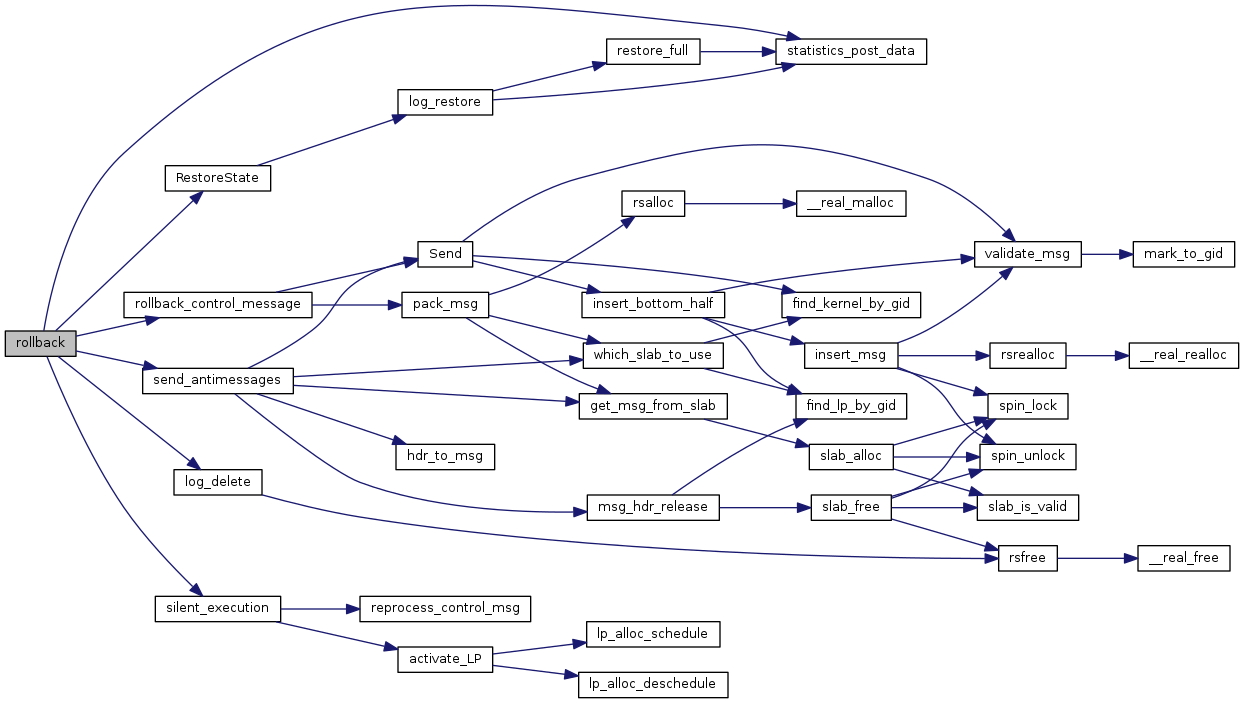 rollback
statistics_post_data
restore_full
log_restore
RestoreState
rsalloc
__real_malloc
Send
validate_msg
mark_to_gid
rollback_control_message
pack_msg
insert_bottom_half
find_kernel_by_gid
which_slab_to_use
insert_msg
rsrealloc
__real_realloc
send_antimessages
get_msg_from_slab
find_lp_by_gid
spin_lock
hdr_to_msg
slab_alloc
spin_unlock
log_delete
msg_hdr_release
slab_free
slab_is_valid
rsfree
__real_free
silent_execution
reprocess_control_msg
activate_LP
lp_alloc_schedule
lp_alloc_deschedule